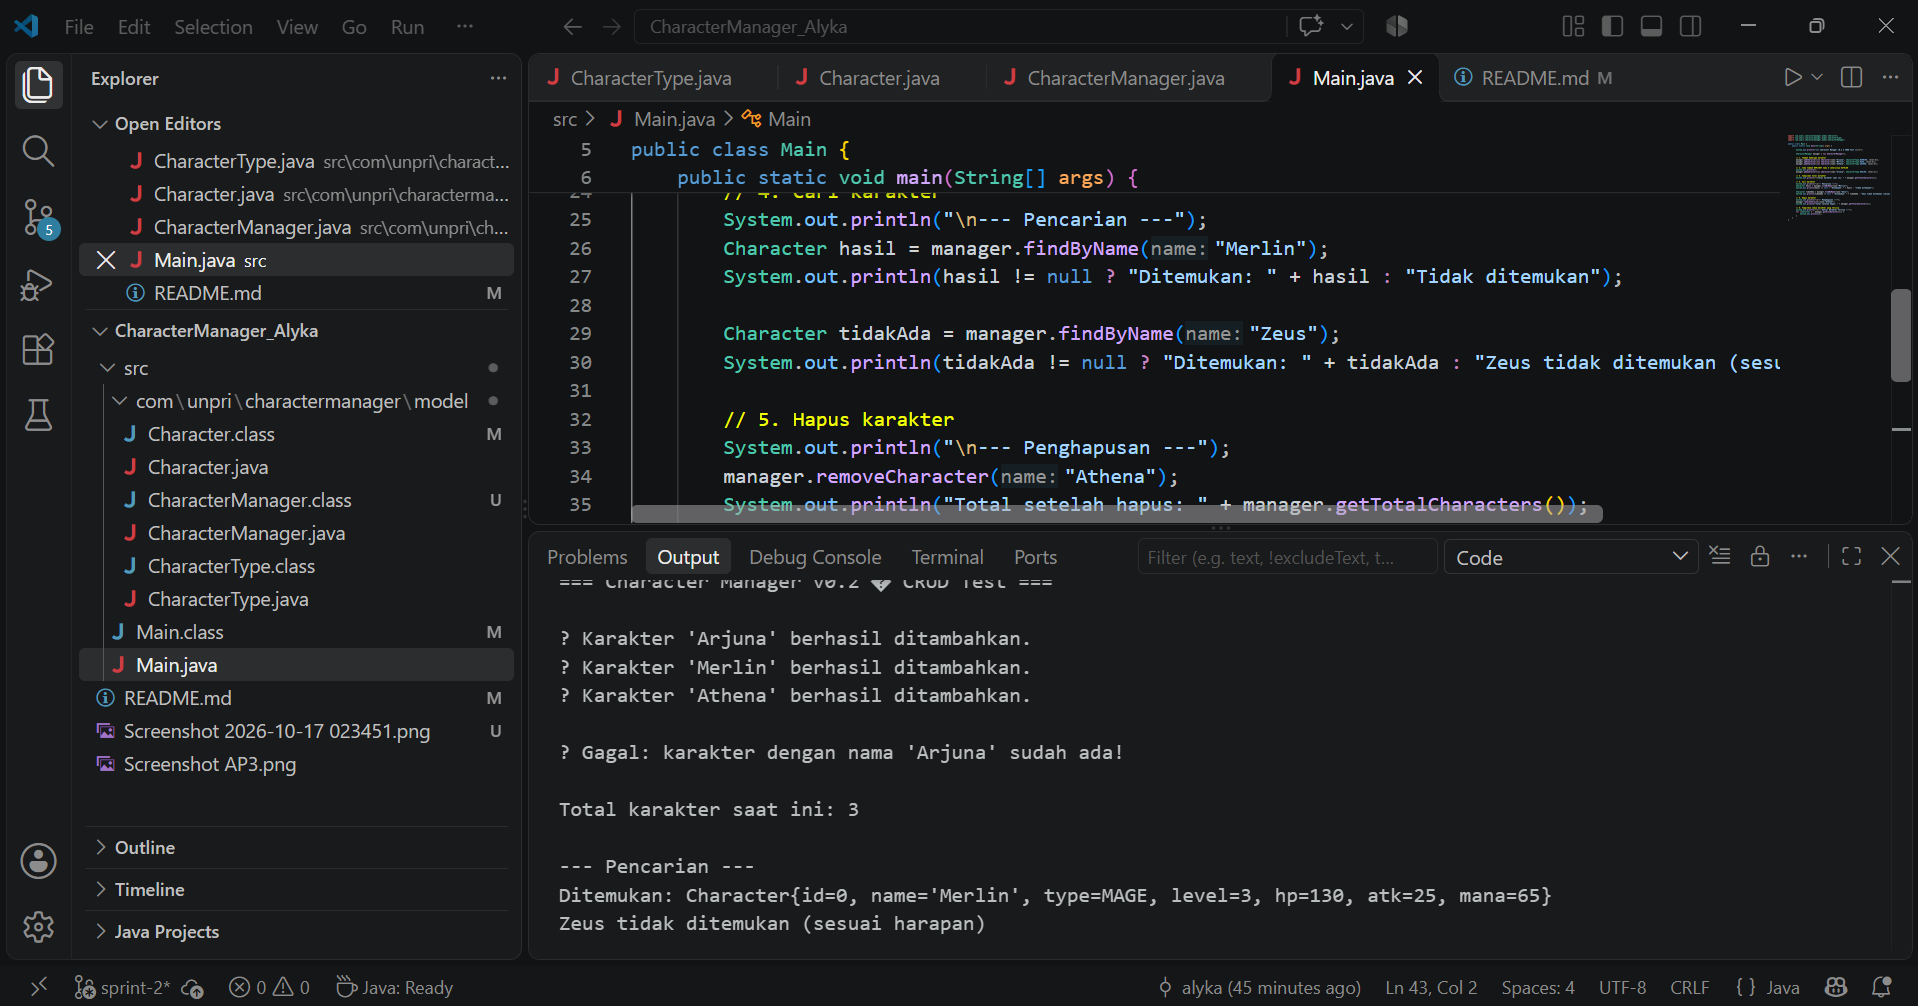 File Edit Selection View Go Run ···
CharacterManager_Alyka
Explorer
Open Editors
CharacterType.java src\com\unpri\charact...
Character.java src\com\unpri\characterma...
CharacterManager.java src\com\unpri\ch...
Main.java src
README.md M
CharacterManager_Alyka
src
com\unpri\charactermanager\model
Character.class M
Character.java
CharacterManager.class U
CharacterManager.java
CharacterType.class
CharacterType.java
Main.class M
Main.java
README.md M
Screenshot 2026-10-17 023451.png U
Screenshot AP3.png
Outline
Timeline
Java Projects
5
CharacterType.java Character.java CharacterManager.java Main.java README.md M
src > Main.java > Main
5 public class Main {
6 public static void main(String[] args) {
24 // 4. Cari karakter
25 System.out.println("\n--- Pencarian ---");
26 Character hasil = manager.findByName(name: "Merlin");
27 System.out.println(hasil != null ? "Ditemukan: " + hasil : "Tidak ditemukan");
28
29 Character tidakAda = manager.findByName(name: "Zeus");
30 System.out.println(tidakAda != null ? "Ditemukan: " + tidakAda : "Zeus tidak ditemukan (sesu
31
32 // 5. Hapus karakter
33 System.out.println("\n--- Penghapusan ---");
34 manager.removeCharacter(name: "Athena");
35 System.out.println("Total setelah hapus: " + manager.getTotalCharacters());
Problems Output Debug Console Terminal Ports
Filter (e.g. text, !excludeText, t...
Code
=== Character Manager v0.2 � CRUD Test ===
? Karakter 'Arjuna' berhasil ditambahkan.
? Karakter 'Merlin' berhasil ditambahkan.
? Karakter 'Athena' berhasil ditambahkan.
? Gagal: karakter dengan nama 'Arjuna' sudah ada!
Total karakter saat ini: 3
--- Pencarian ---
Ditemukan: Character{id=0, name='Merlin', type=MAGE, level=3, hp=130, atk=25, mana=65}
Zeus tidak ditemukan (sesuai harapan)
sprint-2* 0 0 Java: Ready
alyka (45 minutes ago) Ln 43, Col 2 Spaces: 4 UTF-8 CRLF {} Java